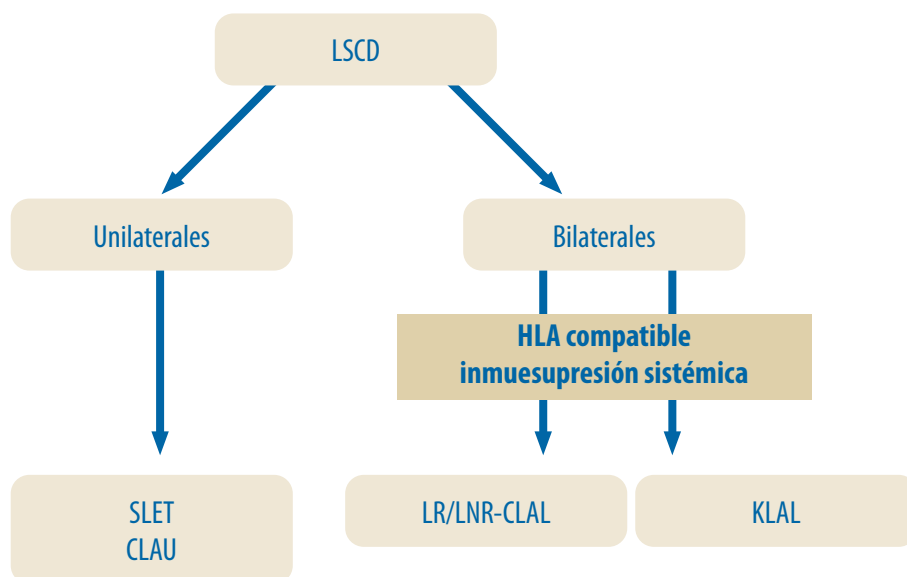 LSCD
Unilaterales
Bilaterales
HLA compatible
inmuesupresión sistémica
SLET
CLAU
LR/LNR-CLAL
KLAL